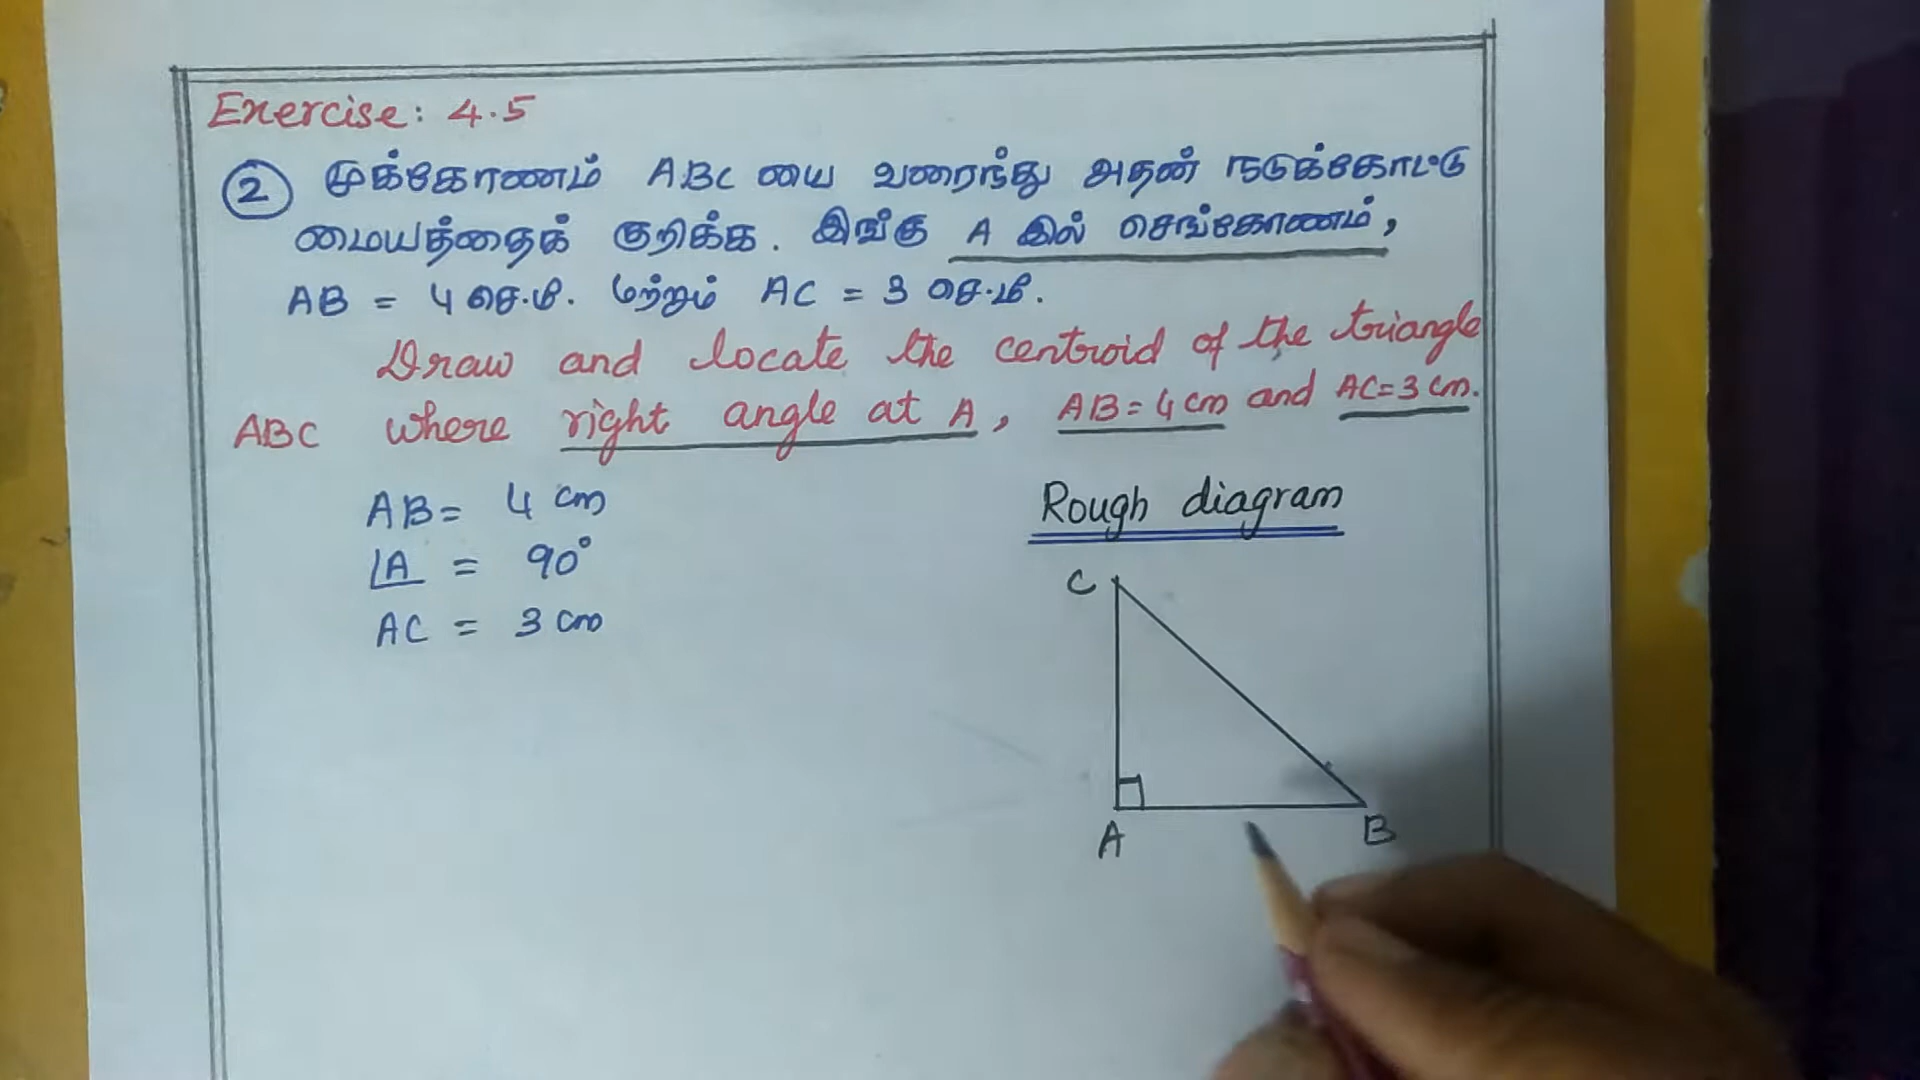 Exercise: 4.5
② முக்கோணம் ABC யை வரைந்து அதன் நடுக்கோட்டு
மையத்தைக் குறிக்க. இங்கு A இல் செங்கோணம்,
AB = 4 செ.மீ. மற்றும் AC = 3 செ.மீ.
Draw and locate the centroid of the triangle
ABC where right angle at A, AB = 4 cm and AC = 3 cm.
AB = 4 cm
∠A = 90°
AC = 3 cm
Rough diagram
C
A B